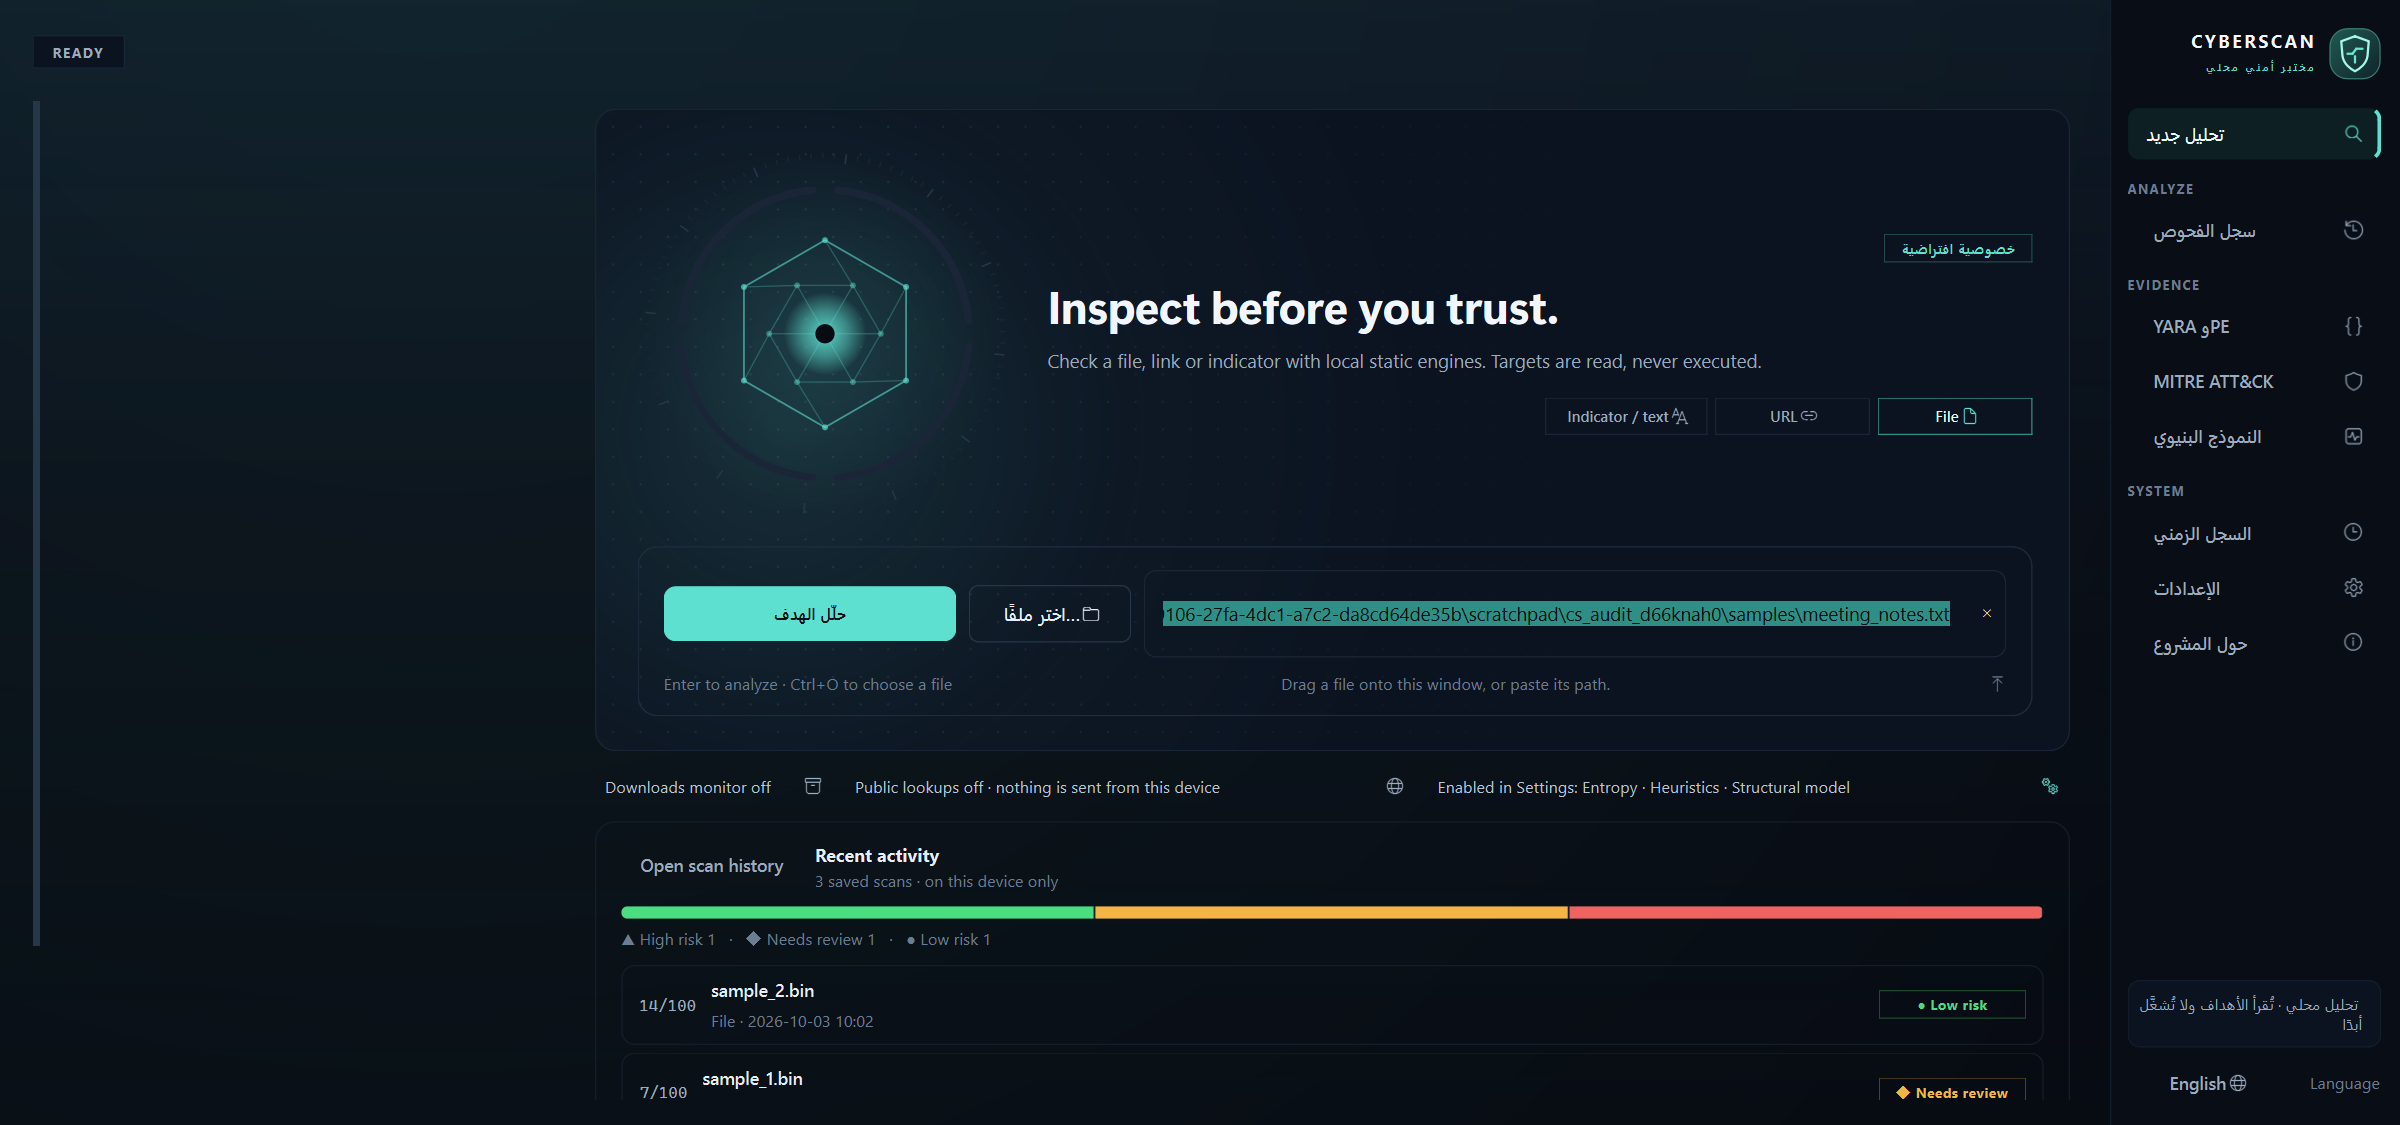 READY
CYBERSCAN
مختبر أمني محلي
تحليل جديد
ANALYZE
سجل الفحوص
EVIDENCE
YARA وPE
MITRE ATT&CK
النموذج البنيوي
SYSTEM
السجل الزمني
الإعدادات
حول المشروع
تحليل محلي · تُقرأ الأهداف ولا تُشغَّل
أبدًا
English
Language
خصوصية افتراضية
Inspect before you trust.
Check a file, link or indicator with local static engines. Targets are read, never executed.
Indicator / text
URL
File
حلّل الهدف
اختر ملفًا...
106-27fa-4dc1-a7c2-da8cd64de35b\scratchpad\cs_audit_d66knah0\samples\meeting_notes.txt
Enter to analyze · Ctrl+O to choose a file
Drag a file onto this window, or paste its path.
Downloads monitor off
Public lookups off · nothing is sent from this device
Enabled in Settings: Entropy · Heuristics · Structural model
Open scan history
Recent activity
3 saved scans · on this device only
▲ High risk 1 · ◆ Needs review 1 · ● Low risk 1
14/100
sample_2.bin
File · 2026-10-03 10:02
● Low risk
7/100
sample_1.bin
◆ Needs review